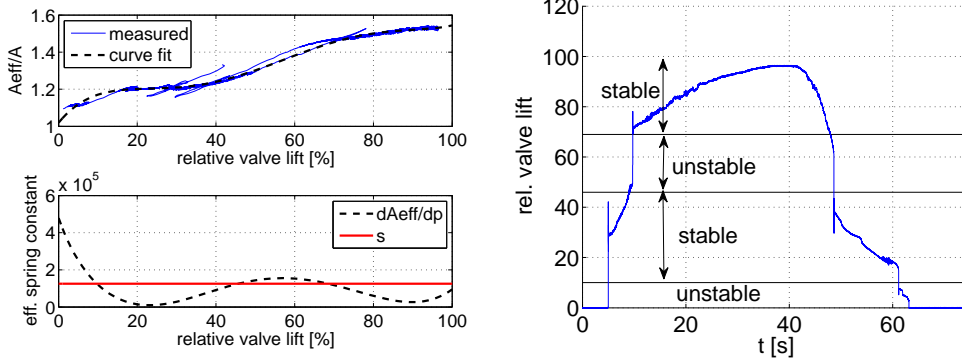 1.6
1.4
1.2
1
Aeff/A
measured
curve fit
0 20 40 60 80 100
relative valve lift [%]
x 10^5
6
4
2
0
eff. spring constant
dAeff/dp
s
0 20 40 60 80 100
relative valve lift [%]
120
100
80
60
40
20
0
rel. valve lift
stable
unstable
stable
unstable
0 20 40 60
t [s]